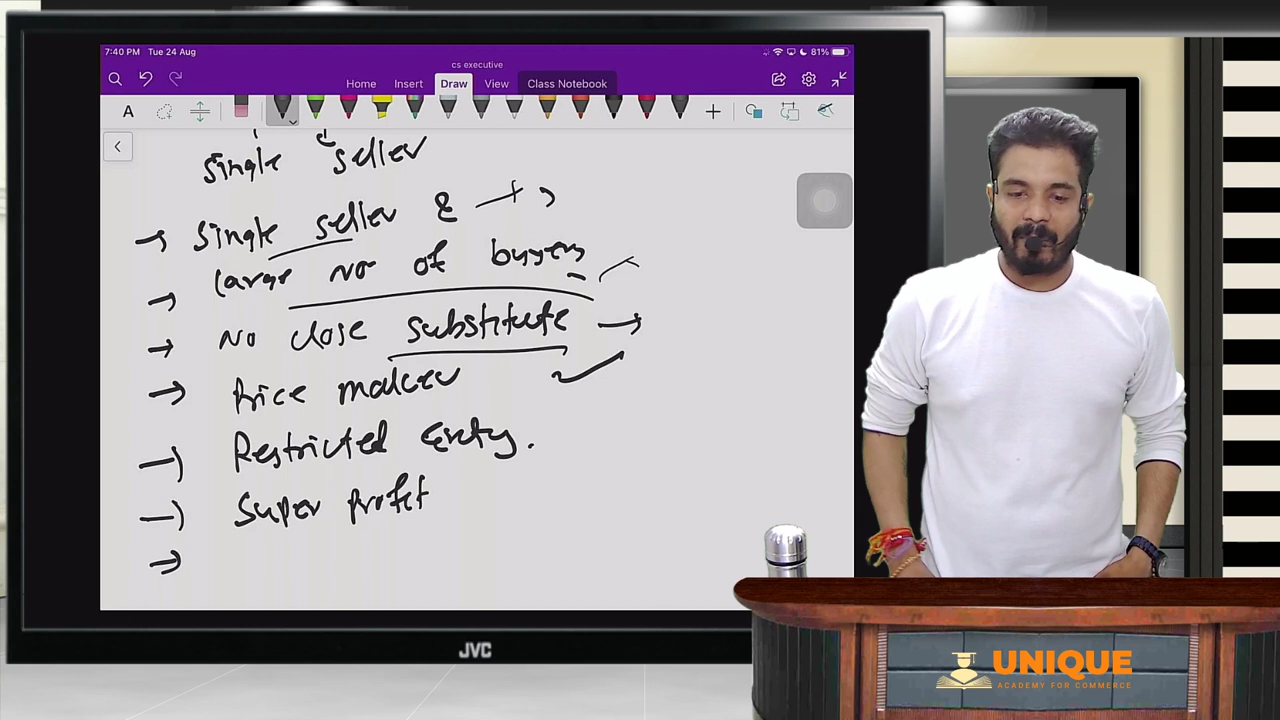 7:40 PM Tue 24 Aug
81%
cs executive
Home Insert Draw View Class Notebook
A
single seller
→ single seller &
→ large no of buyers
→ No close substitute →
→ Price maker
→ Restricted Entry.
→ Super profit
→
JVC
UNIQUE
ACADEMY FOR COMMERCE